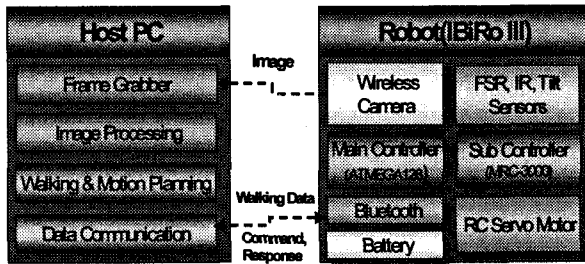 Host PC
Frame Grabber
Image Processing
Walking & Motion Planning
Data Communication
Image
Walking Data
Command,
Response
Robot(IBiRo III)
Wireless
Camera
FSR, IR, Tilt
Sensors
Main Controller
(ATMEGA128)
Sub Controller
(MRC-3000)
Bluetooth
Battery
RC Servo Motor